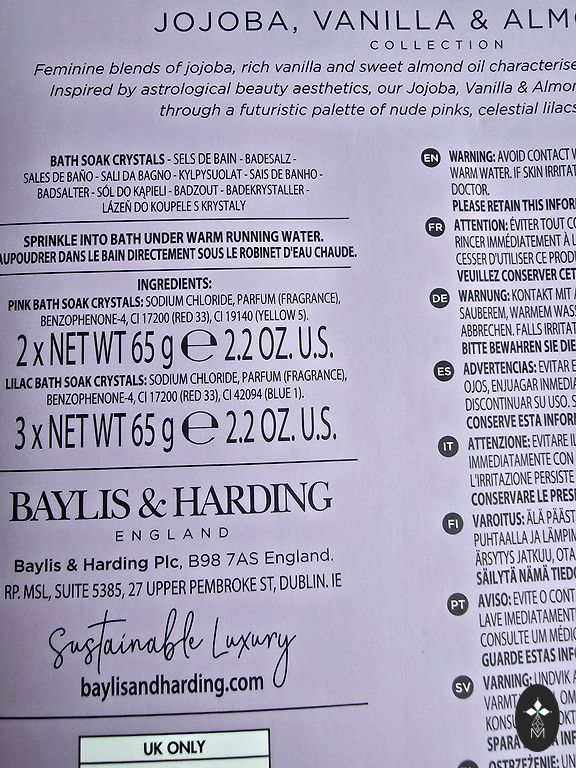 JOJOBA, VANILLA & ALM
COLLECTION
Feminine blends of jojoba, rich vanilla and sweet almond oil characterise
Inspired by astrological beauty aesthetics, our Jojoba, Vanilla & Almo
through a futuristic palette of nude pinks, celestial lilacs
BATH SOAK CRYSTALS - SELS DE BAIN - BADESALZ -
SALES DE BAÑO - SALI DA BAGNO - KYLPYSUOLAT - SAIS DE BANHO -
BADSALTER - SÓL DO KĄPIELI - BADZOUT - BADEKRYSTALLER -
LÁZEŇ DO KOUPELE S KRYSTALY
SPRINKLE INTO BATH UNDER WARM RUNNING WATER.
AUPOUDRER DANS LE BAIN DIRECTEMENT SOUS LE ROBINET D'EAU CHAUDE.
INGREDIENTS:
PINK BATH SOAK CRYSTALS: SODIUM CHLORIDE, PARFUM (FRAGRANCE),
BENZOPHENONE-4, CI 17200 (RED 33), CI 19140 (YELLOW 5).
2 x NET WT 65 g ℮ 2.2 OZ. U.S.
LILAC BATH SOAK CRYSTALS: SODIUM CHLORIDE, PARFUM (FRAGRANCE),
BENZOPHENONE-4, CI 17200 (RED 33), CI 42094 (BLUE 1).
3 x NET WT 65 g ℮ 2.2 OZ. U.S.
BAYLIS & HARDING
ENGLAND
Baylis & Harding Plc, B98 7AS England.
RP. MSL, SUITE 5385, 27 UPPER PEMBROKE ST, DUBLIN. IE
Sustainable Luxury
baylisandharding.com
UK ONLY
EN WARNING: AVOID CONTACT W
WARM WATER. IF SKIN IRRITAT
DOCTOR.
PLEASE RETAIN THIS INFOR
FR ATTENTION: ÉVITER TOUT CO
RINCER IMMÉDIATEMENT À L
CESSER D'UTILISER CE PROD
VEUILLEZ CONSERVER CET
DE WARNUNG: KONTAKT MIT A
SAUBEREM, WARMEM WASS
ABBRECHEN. FALLS IRRITAT
BITTE BEWAHREN SIE DIE
ES ADVERTENCIAS: EVITAR E
OJOS, ENJUAGAR INMEDIA
DISCONTINUAR SU USO. S
CONSERVE ESTA INFORM
IT ATTENZIONE: EVITARE IL
IMMEDIATAMENTE CON
L'IRRITAZIONE PERSISTE
CONSERVARE LE PRES
FI VAROITUS: ÄLÄ PÄÄST
PUHTAALLA JA LÄMPIM
ÄRSYTYS JATKUU, OTA
SÄILYTÄ NÄMÄ TIEDO
PT AVISO: EVITE O CONT
LAVE IMEDIATAMENT
CONSULTE UM MÉDIC
GUARDE ESTAS INFO
SV VARNING: UNDVIK A
VARMT
KONSU
SPARA
OSTRZEŻENIE: UN